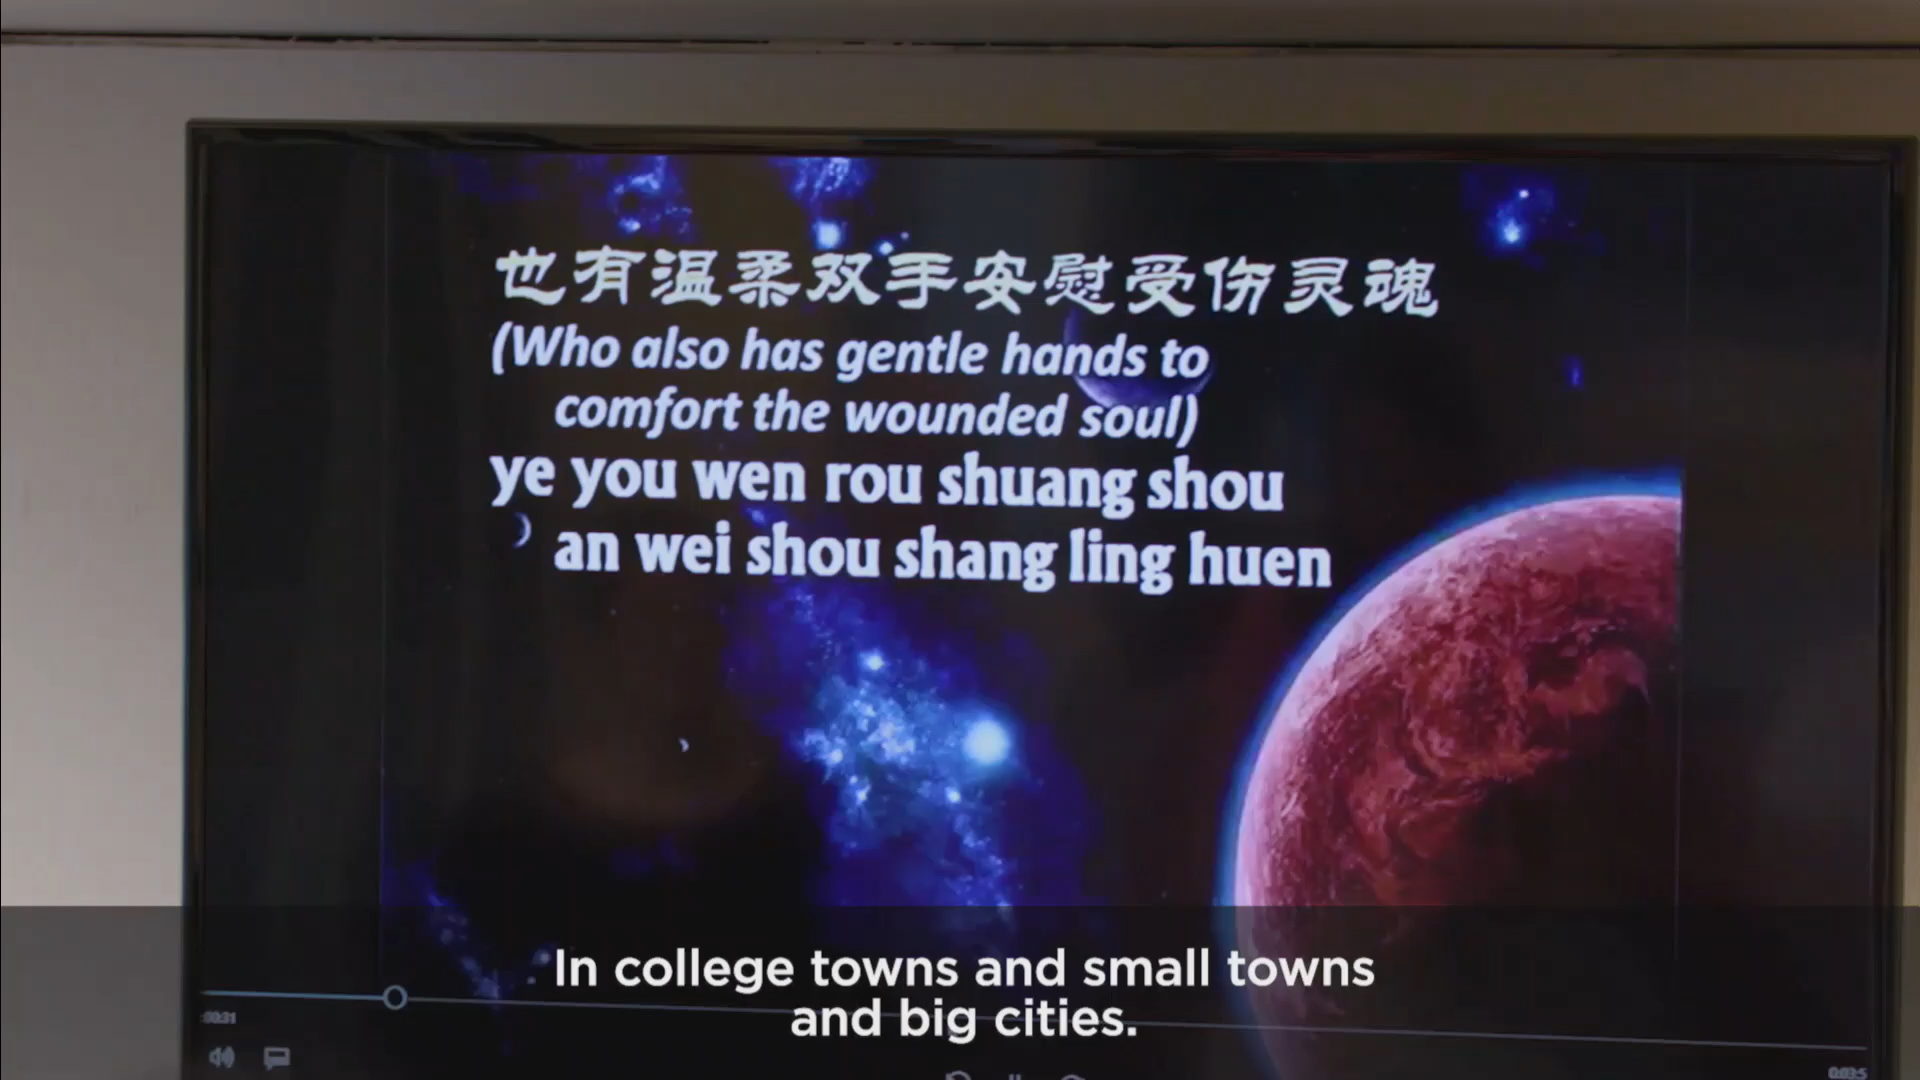 也有温柔双手安慰受伤灵魂
(Who also has gentle hands to
comfort the wounded soul)
ye you wen rou shuang shou
an wei shou shang ling huen
In college towns and small towns
and big cities.